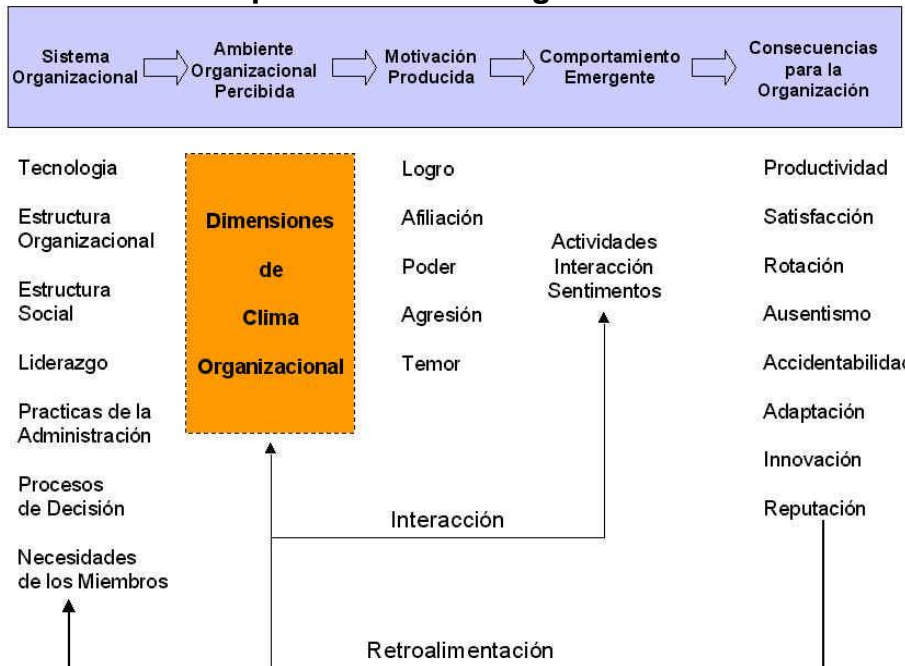 Sistema
Organizacional
Ambiente
Organizacional
Percibida
Motivación
Producida
Comportamiento
Emergente
Consecuencias
para la
Organización
Tecnologia
Estructura
Organizacional
Estructura
Social
Liderazgo
Practicas de la
Administración
Procesos
de Decisión
Necesidades
de los Miembros
Dimensiones
de
Clima
Organizacional
Logro
Afiliación
Poder
Agresión
Temor
Actividades
Interacción
Sentimentos
Productividad
Satisfacción
Rotación
Ausentismo
Accidentabilidad
Adaptación
Innovación
Reputación
Interacción
Retroalimentación